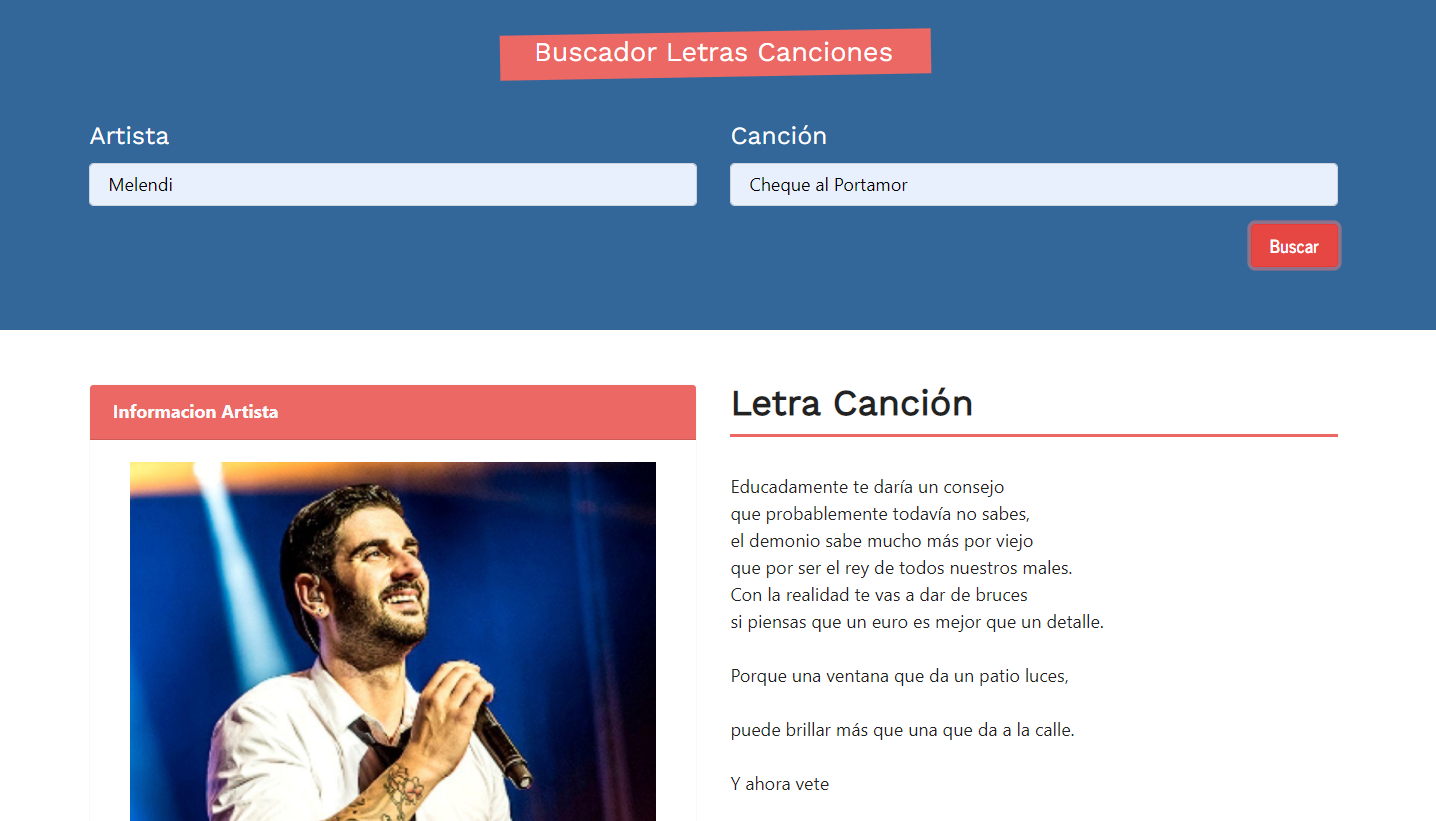 Buscador Letras Canciones
Artista
Melendi
Canción
Cheque al Portamor
Buscar
Informacion Artista
Letra Canción
Educadamente te daría un consejo
que probablemente todavía no sabes,
el demonio sabe mucho más por viejo
que por ser el rey de todos nuestros males.
Con la realidad te vas a dar de bruces
si piensas que un euro es mejor que un detalle.
Porque una ventana que da un patio luces,
puede brillar más que una que da a la calle.
Y ahora vete